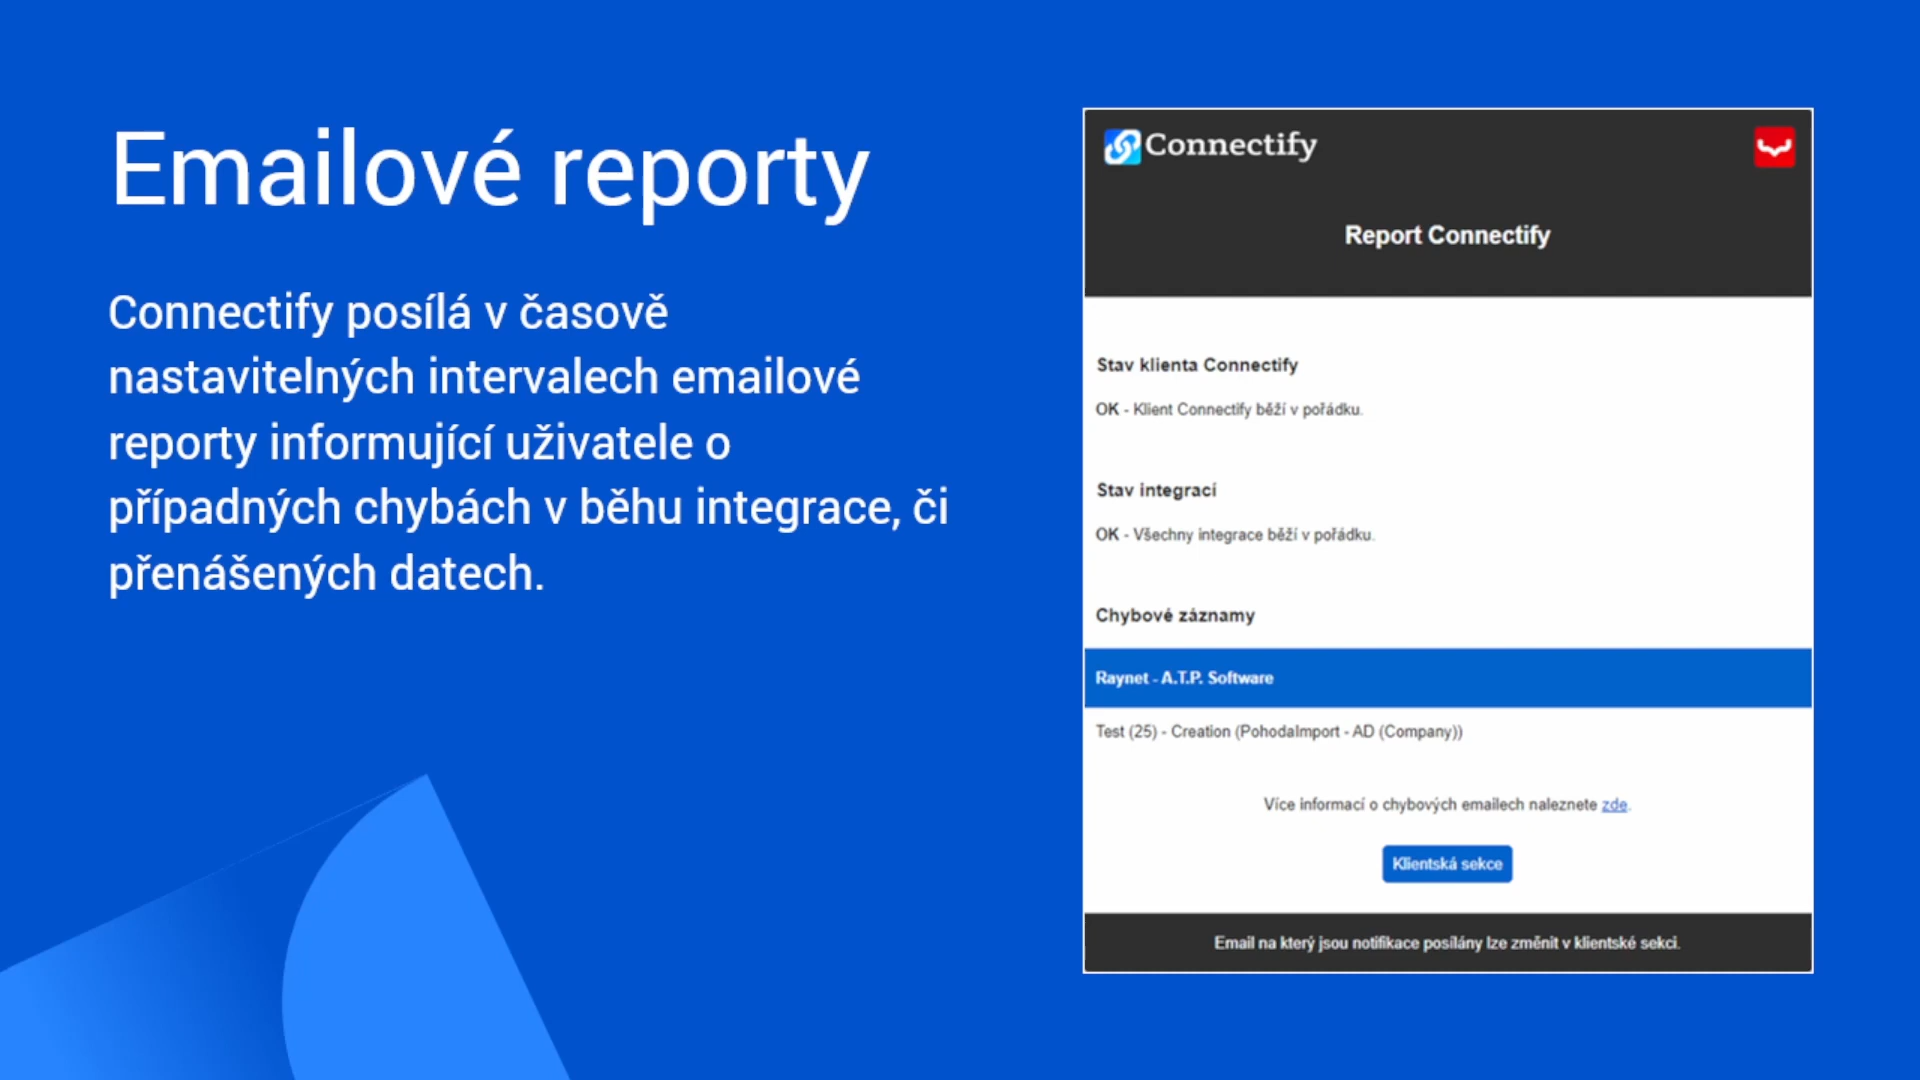 Emailové reporty
Connectify posílá v časově
nastavitelných intervalech emailové
reporty informující uživatele o
případných chybách v běhu integrace, či
přenášených datech.
Connectify
Report Connectify
Stav klienta Connectify
OK - Klient Connectify běží v pořádku.
Stav integrací
OK - Všechny integrace běží v pořádku.
Chybové záznamy
Raynet - A.T.P. Software
Test (25) - Creation (PohodaImport - AD (Company))
Více informací o chybových emailech naleznete zde.
Klientská sekce
Email na který jsou notifikace posílány lze změnit v klientské sekci.